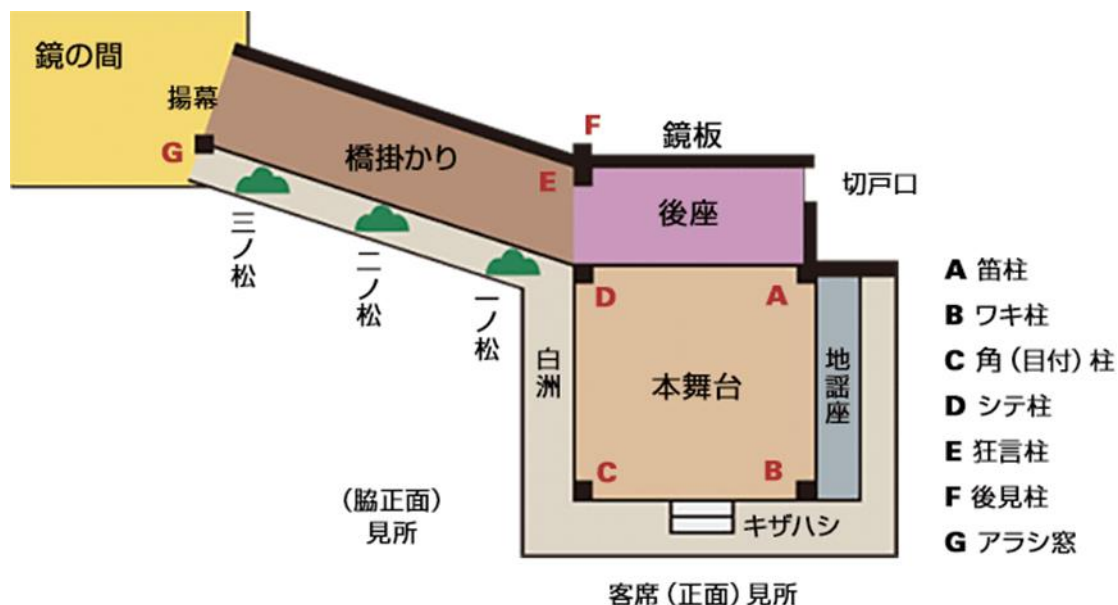 鏡の間
揚幕
G
橋掛かり
F
E
鏡板
切戸口
後座
三ノ松
二ノ松
一ノ松
D
A
白洲
本舞台
地謡座
C
B
キザハシ
(脇正面)
見所
客席(正面)見所
A 笛柱
B ワキ柱
C 角(目付)柱
D シテ柱
E 狂言柱
F 後見柱
G アラシ窓